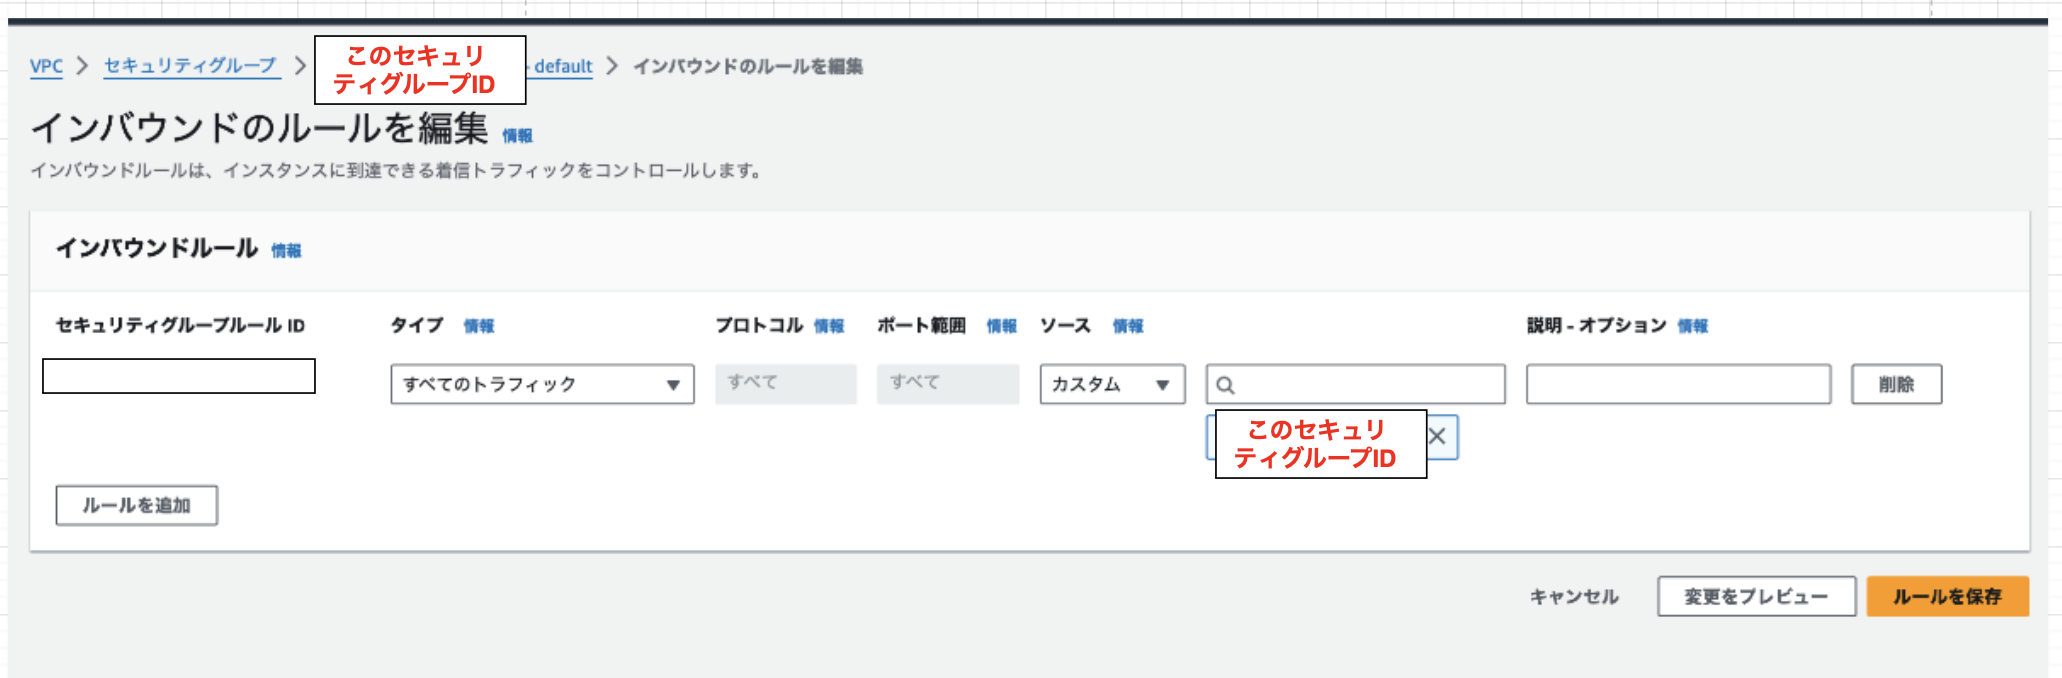 VPC > セキュリティグループ > このセキュリティグループID - default > インバウンドのルールを編集
インバウンドのルールを編集 情報
インバウンドルールは、インスタンスに到達できる着信トラフィックをコントロールします。
インバウンドルール 情報
セキュリティグループルール ID タイプ 情報 プロトコル 情報 ポート範囲 情報 ソース 情報 説明 - オプション 情報
すべてのトラフィック すべて すべて カスタム 削除
このセキュリ
ティグループID
ルールを追加
キャンセル 変更をプレビュー ルールを保存